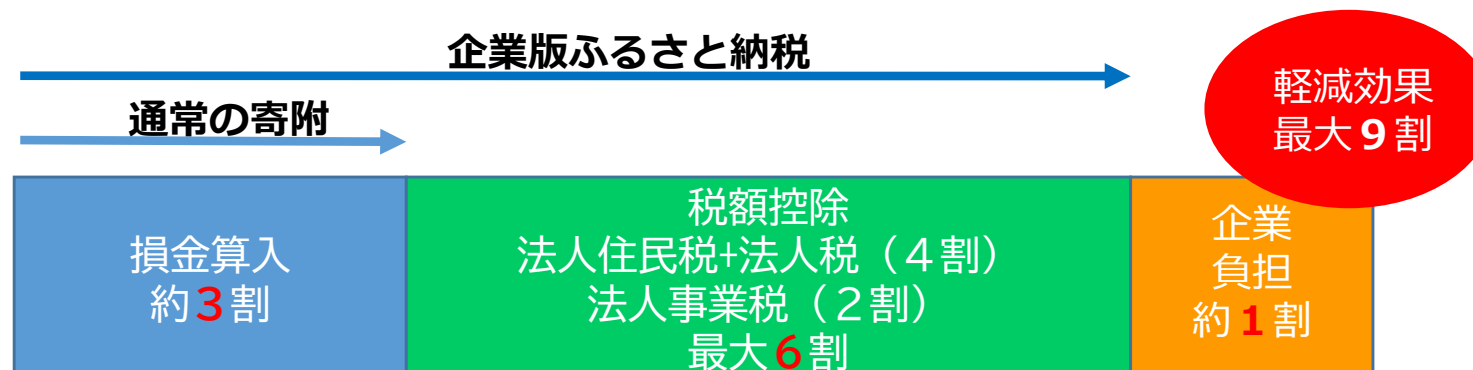 企業版ふるさと納税
通常の寄附
軽減効果
最大９割
損金算入
約３割
税額控除
法人住民税+法人税（４割）
法人事業税（２割）
最大６割
企業
負担
約１割